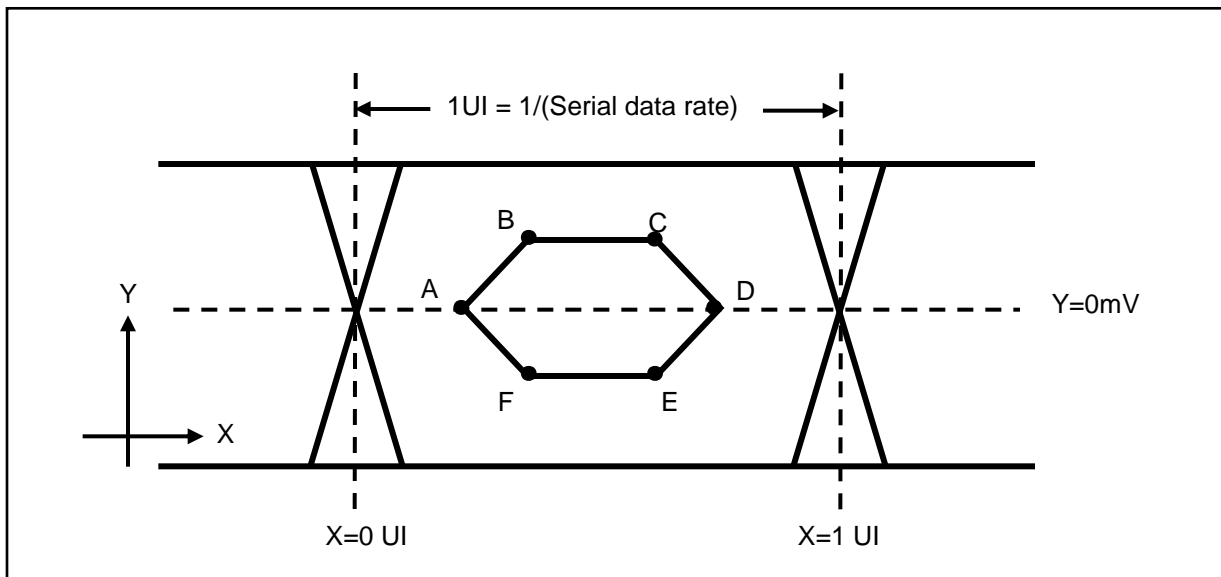 1UI = 1/(Serial data rate)
B
C
A
D
Y
Y=0mV
F
E
X
X=0 UI
X=1 UI